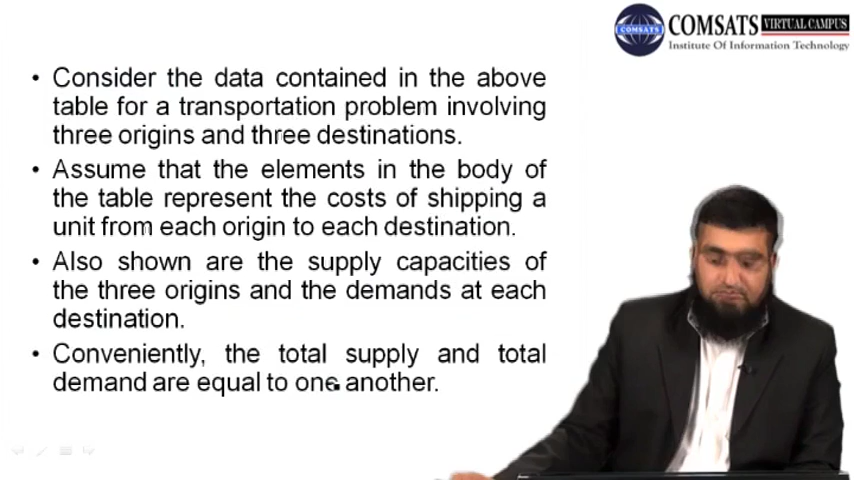 COMSATS VIRTUAL CAMPUS
Institute Of Information Technology
COMSATS
• Consider the data contained in the above
table for a transportation problem involving
three origins and three destinations.
• Assume that the elements in the body of
the table represent the costs of shipping a
unit from each origin to each destination.
• Also shown are the supply capacities of
the three origins and the demands at each
destination.
• Conveniently, the total supply and total
demand are equal to one another.